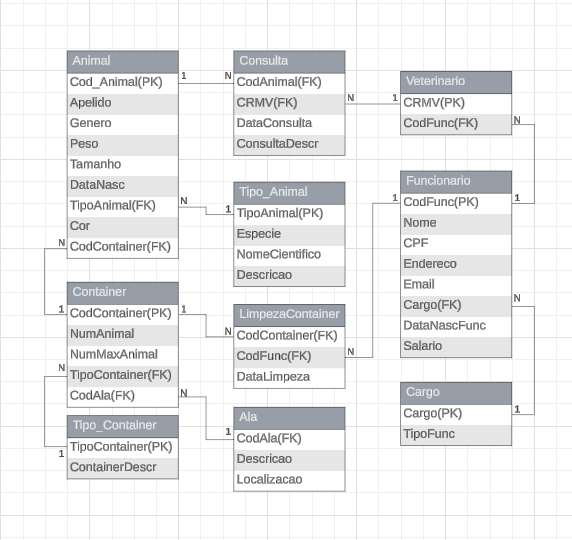 Animal
Cod_Animal(PK)
Apelido
Genero
Peso
Tamanho
DataNasc
TipoAnimal(FK)
Cor
CodContainer(FK)
Container
CodContainer(PK)
NumAnimal
NumMaxAnimal
TipoContainer(FK)
CodAla(FK)
Tipo_Container
TipoContainer(PK)
ContainerDescr
Consulta
CodAnimal(FK)
CRMV(FK)
DataConsulta
ConsultaDescr
Tipo_Animal
TipoAnimal(PK)
Especie
NomeCientifico
Descricao
LimpezaContainer
CodContainer(FK)
CodFunc(FK)
DataLimpeza
Ala
CodAla(FK)
Descricao
Localizacao
Veterinario
CRMV(PK)
CodFunc(FK)
Funcionario
CodFunc(PK)
Nome
CPF
Endereco
Email
Cargo(FK)
DataNascFunc
Salario
Cargo
Cargo(PK)
TipoFunc
1
N
N
1
N
1
N
1
N
1
1
N
N
1
N
1
1
N
N
1